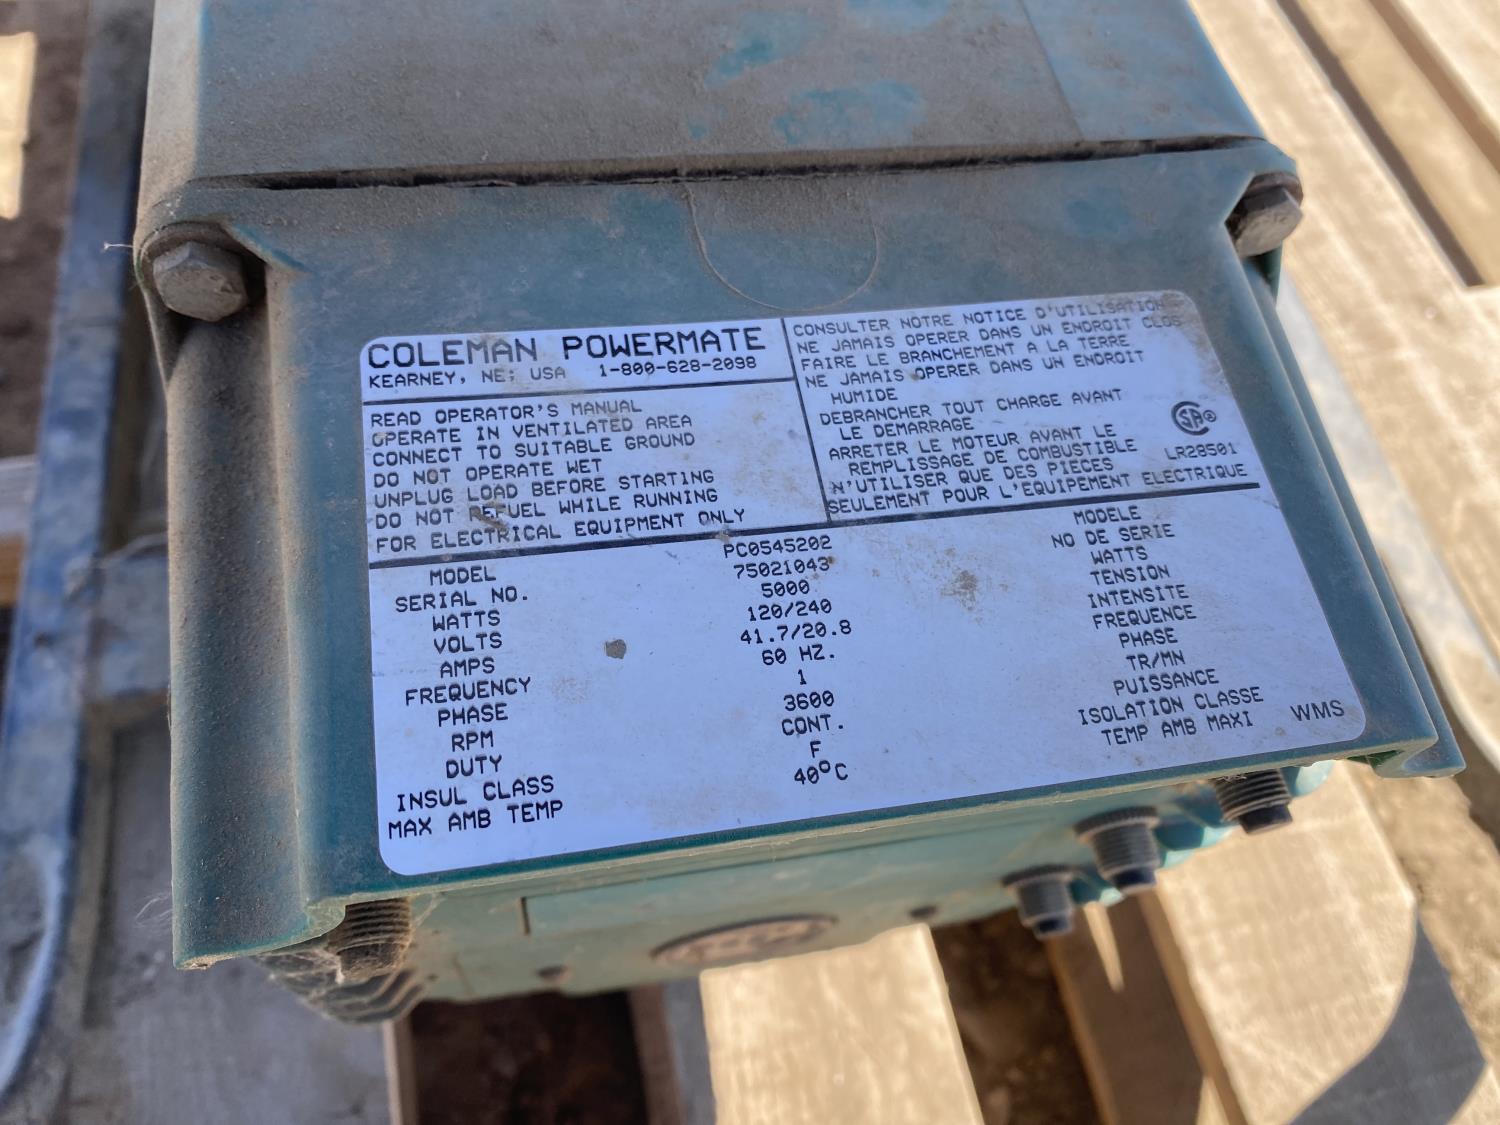 COLEMAN POWERMATE
KEARNEY, NE; USA 1-800-628-2098
READ OPERATOR'S MANUAL
OPERATE IN VENTILATED AREA
CONNECT TO SUITABLE GROUND
DO NOT OPERATE WET
UNPLUG LOAD BEFORE STARTING
DO NOT REFUEL WHILE RUNNING
FOR ELECTRICAL EQUIPMENT ONLY
CONSULTER NOTRE NOTICE D'UTILISATION
NE JAMAIS OPERER DANS UN ENDROIT CLOS
FAIRE LE BRANCHEMENT A LA TERRE
NE JAMAIS OPERER DANS UN ENDROIT
HUMIDE
DEBRANCHER TOUT CHARGE AVANT
LE DEMARRAGE
ARRETER LE MOTEUR AVANT LE
REMPLISSAGE DE COMBUSTIBLE
N'UTILISER QUE DES PIECES
SEULEMENT POUR L'EQUIPEMENT ELECTRIQUE
SA®
LR28501
MODEL PC0545202 MODELE
SERIAL NO. 75021043 NO DE SERIE
WATTS 5000 WATTS
VOLTS 120/240 TENSION
AMPS 41.7/20.8 INTENSITE
FREQUENCY 60 HZ. FREQUENCE
PHASE 1 PHASE
RPM 3600 TR/MN
DUTY CONT. PUISSANCE
INSUL CLASS F ISOLATION CLASSE
MAX AMB TEMP 40°C TEMP AMB MAXI WMS